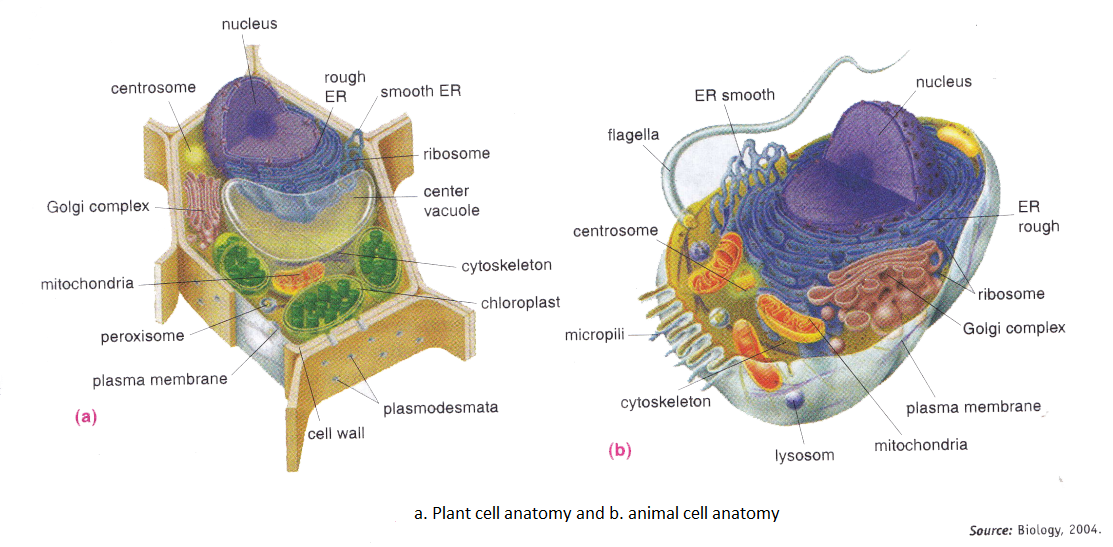 nucleus
centrosome
rough
ER
smooth ER
ribosome
center
vacuole
Golgi complex
cytoskeleton
mitochondria
chloroplast
peroxisome
plasma membrane
plasmodesmata
cell wall
(a)
ER smooth
nucleus
flagella
ER
rough
centrosome
ribosome
Golgi complex
micropili
cytoskeleton
plasma membrane
mitochondria
lysosom
(b)
a. Plant cell anatomy and b. animal cell anatomy
Source: Biology, 2004.